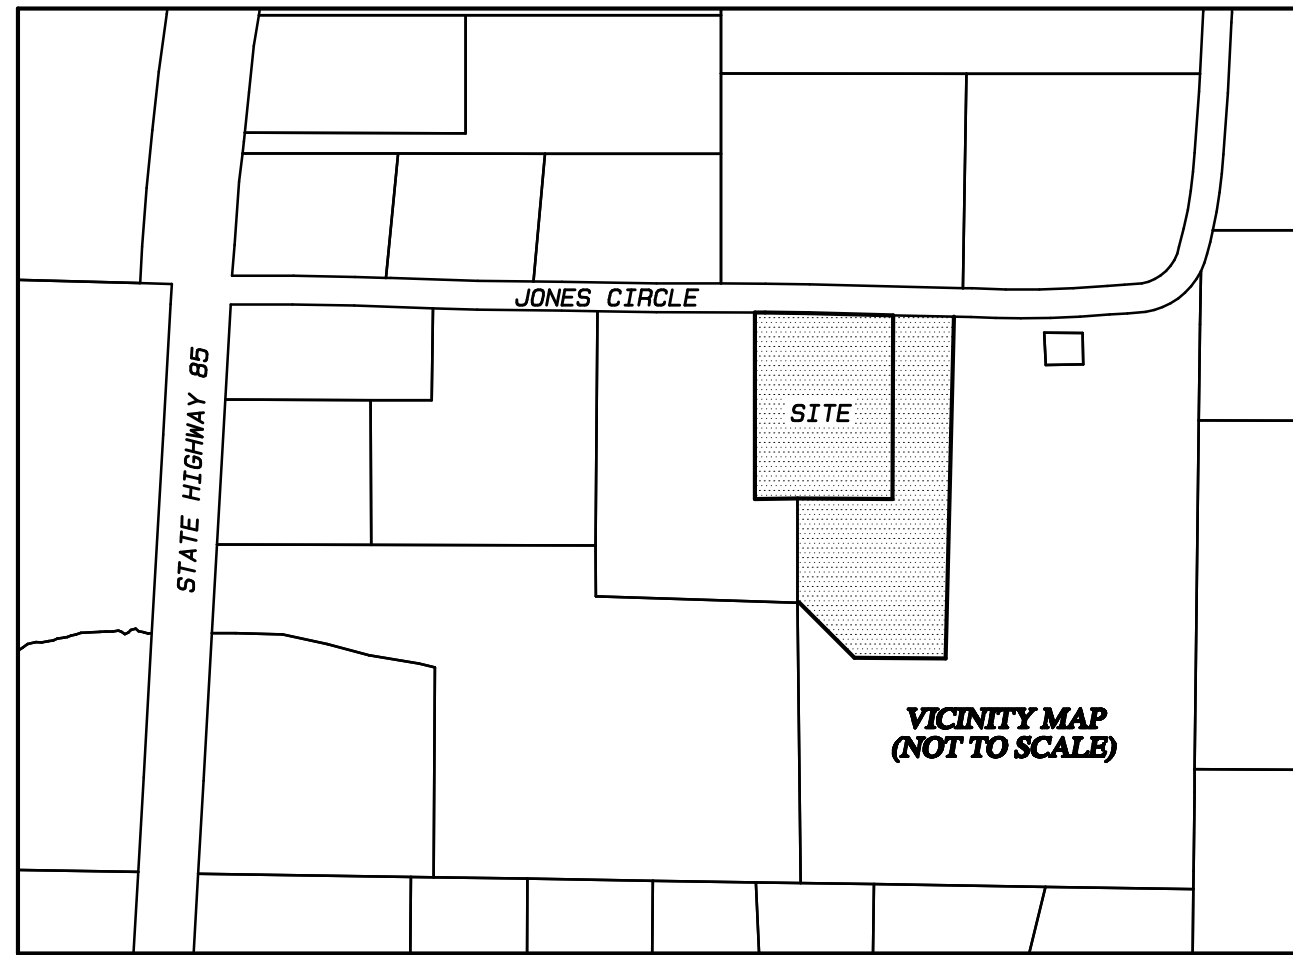 JONES CIRCLE
STATE HIGHWAY 85
SITE
VICINITY MAP
(NOT TO SCALE)